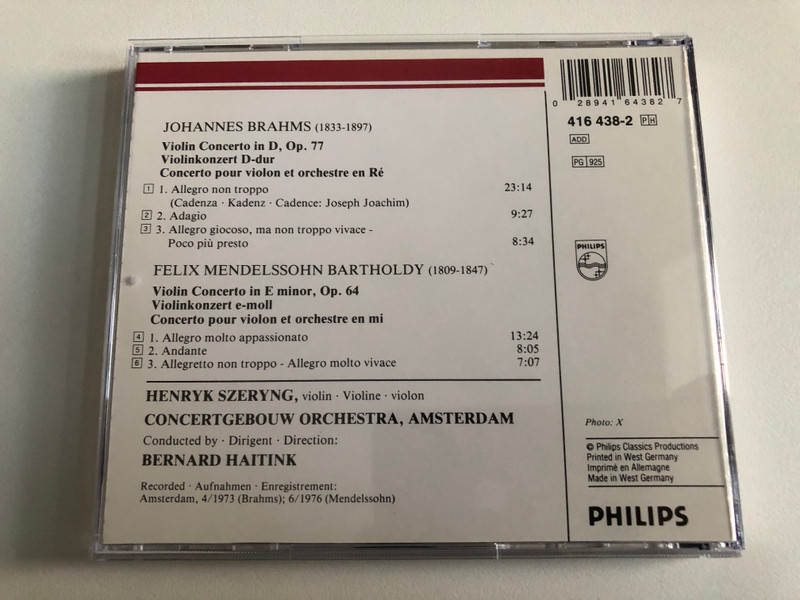 JOHANNES BRAHMS (1833-1897)
Violin Concerto in D, Op. 77
Violinkonzert D-dur
Concerto pour violon et orchestre en Ré
1 1. Allegro non troppo 23:14
(Cadenza · Kadenz · Cadence: Joseph Joachim)
2 2. Adagio 9:27
3 3. Allegro giocoso, ma non troppo vivace -
Poco più presto 8:34
FELIX MENDELSSOHN BARTHOLDY (1809-1847)
Violin Concerto in E minor, Op. 64
Violinkonzert e-moll
Concerto pour violon et orchestre en mi
4 1. Allegro molto appassionato 13:24
5 2. Andante 8:05
6 3. Allegretto non troppo - Allegro molto vivace 7:07
HENRYK SZERYNG, violin · Violine · violon
CONCERTGEBOUW ORCHESTRA, AMSTERDAM
Conducted by · Dirigent · Direction:
BERNARD HAITINK
Recorded · Aufnahmen · Enregistrement:
Amsterdam, 4/1973 (Brahms); 6/1976 (Mendelssohn)
0 28941 64382 7
416 438-2 PH
ADD
PG 925
PHILIPS
Photo: X
© Philips Classics Productions
Printed in West Germany
Imprimé en Allemagne
Made in West Germany
PHILIPS